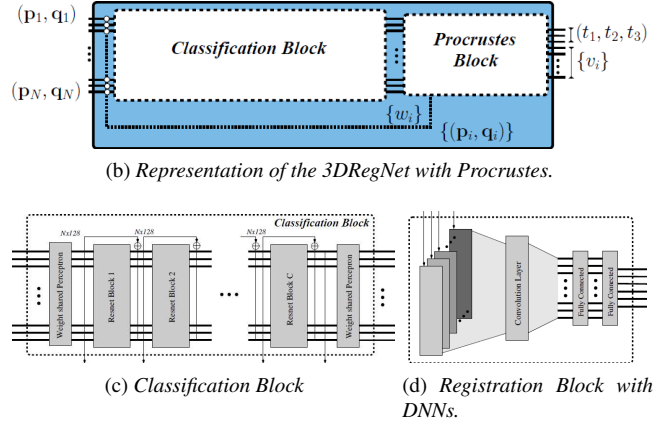 (p₁, q₁)
Classification Block
Procrustes
Block
(t₁, t₂, t₃)
{vᵢ}
(p_N, q_N)
{wᵢ}
{(pᵢ, qᵢ)}
(b) Representation of the 3DRegNet with Procrustes.
Classification Block
Nx128
Nx128
Nx128
Weight shared Perceptron
Resnet Block 1
Resnet Block 2
Resnet Block C
Weight shared Perceptron
Convolution Layer
Fully Connected
Fully Connected
(c) Classification Block
(d) Registration Block with
DNNs.